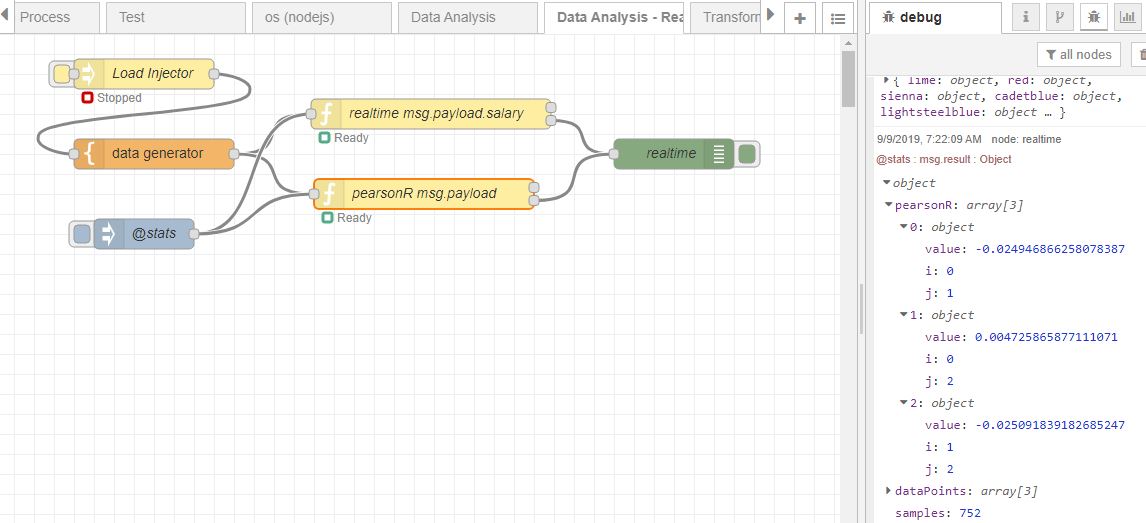 Process
Test
os (nodejs)
Data Analysis
Data Analysis - Rea
Transform
debug
all nodes
Load Injector
Stopped
realtime msg.payload.salary
Ready
data generator
realtime
pearsonR msg.payload
Ready
@stats
{ lime: object, red: object,
sienna: object, cadetblue: object,
lightsteelblue: object … }
9/9/2019, 7:22:09 AM node: realtime
@stats : msg.result : Object
object
pearsonR: array[3]
0: object
value: -0.024946866258078387
i: 0
j: 1
1: object
value: 0.004725865877111071
i: 0
j: 2
2: object
value: -0.025091839182685247
i: 1
j: 2
dataPoints: array[3]
samples: 752